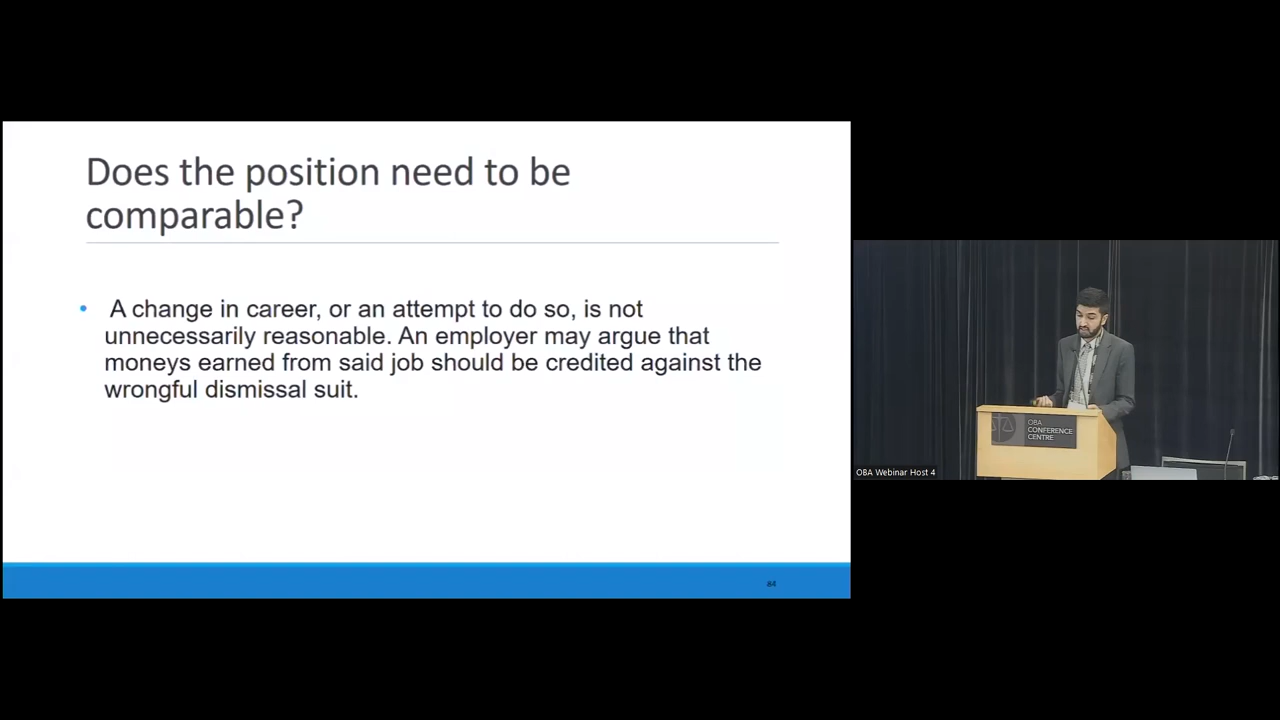 Does the position need to be
comparable?
• A change in career, or an attempt to do so, is not
unnecessarily reasonable. An employer may argue that
moneys earned from said job should be credited against the
wrongful dismissal suit.
84
OBA
CONFERENCE
CENTRE
OBA Webinar Host 4